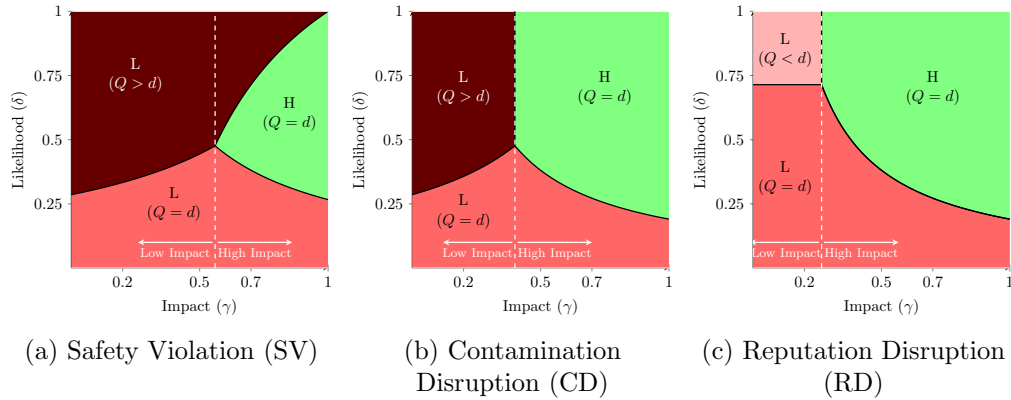 1
0.75
0.5
0.25
Likelihood (δ)
L
(Q > d)
H
(Q = d)
L
(Q = d)
Low Impact
High Impact
0.2
0.5
0.7
1
Impact (γ)
(a) Safety Violation (SV)
1
0.75
0.5
0.25
Likelihood (δ)
L
(Q > d)
H
(Q = d)
L
(Q = d)
Low Impact
High Impact
0.2
0.5
0.7
1
Impact (γ)
(b) Contamination
Disruption (CD)
1
0.75
0.5
0.25
Likelihood (δ)
L
(Q < d)
H
(Q = d)
L
(Q = d)
Low Impact
High Impact
0.2
0.5
0.7
1
Impact (γ)
(c) Reputation Disruption
(RD)